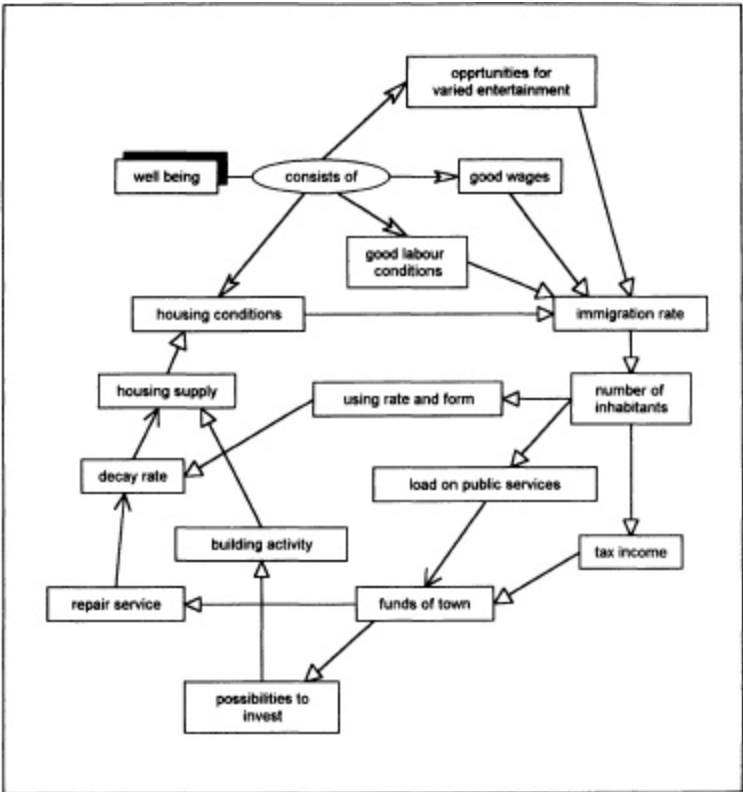 opprtunities for
varied entertainment
well being
consists of
good wages
good labour
conditions
housing conditions
immigration rate
housing supply
using rate and form
number of
inhabitants
decay rate
load on public services
building activity
tax income
repair service
funds of town
possibilities to
invest